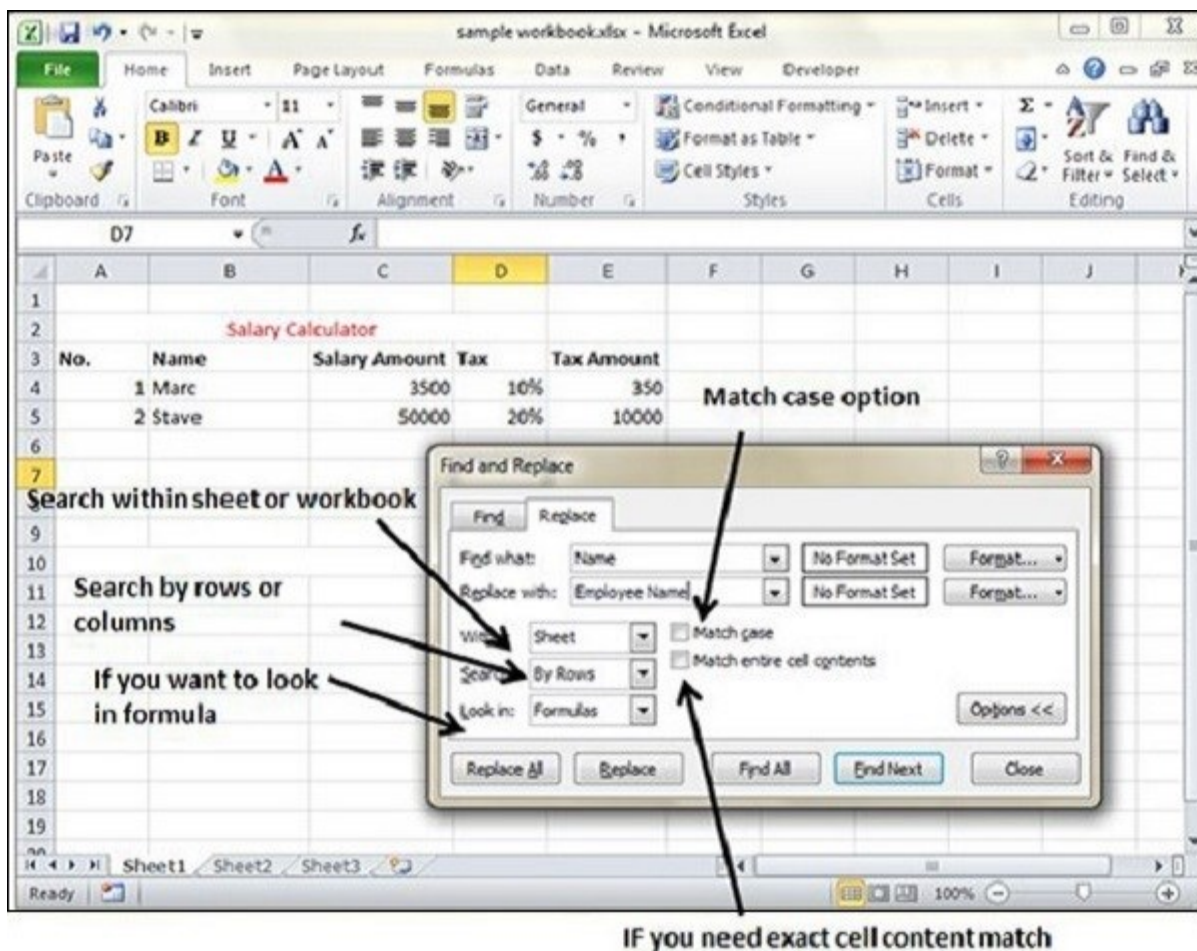 sample workbook.xlsx - Microsoft Excel
File Home Insert Page Layout Formulas Data Review View Developer
Calibri 11 General Conditional Formatting Insert Σ
B I U A A $ % , Format as Table Delete
Paste Cell Styles Format Sort & Filter Find & Select
Clipboard Font Alignment Number Styles Cells Editing
D7 fx
A B C D E F G H I J
1
2 Salary Calculator
3 No. Name Salary Amount Tax Tax Amount
4 1 Marc 3500 10% 350
5 2 Stave 50000 20% 10000
Match case option
6
7
Find and Replace
Search within sheet or workbook
Find Replace
9
10 Find what: Name No Format Set Format...
11 Search by rows or Replace with: Employee Name No Format Set Format...
12 columns
Sheet Match case
13 Match entire cell contents
14 If you want to look By Rows
15 in formula Look in: Formulas Options <<
16
17 Replace All Replace Find All Find Next Close
18
19
Sheet1 Sheet2 Sheet3
Ready 100%
IF you need exact cell content match